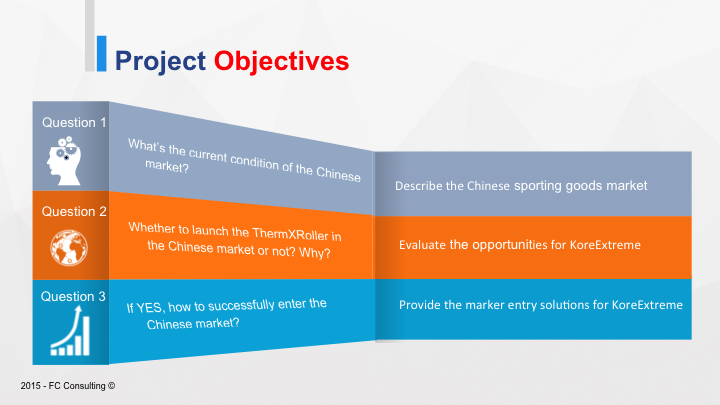 Project Objectives
Question 1
What's the current condition of the Chinese
market?
Describe the Chinese sporting goods market
Question 2
Whether to launch the ThermXRoller in
the Chinese market or not? Why?
Evaluate the opportunities for KoreExtreme
Question 3
If YES, how to successfully enter the
Chinese market?
Provide the marker entry solutions for KoreExtreme
2015 - FC Consulting ©